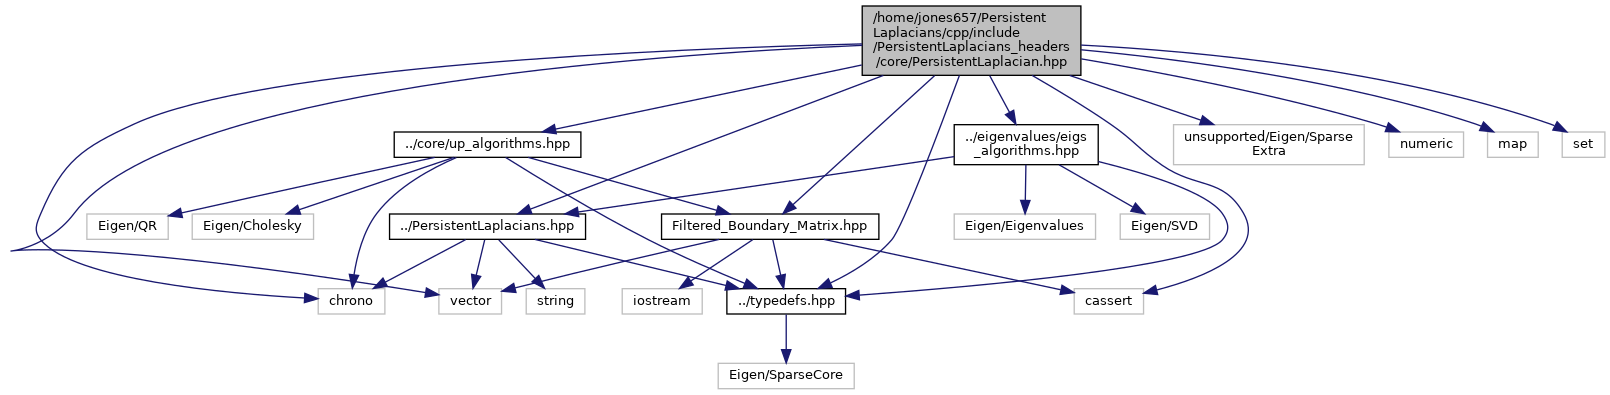 /home/jones657/Persistent
Laplacians/cpp/include
/PersistentLaplacians_headers
/core/PersistentLaplacian.hpp
../core/up_algorithms.hpp
../eigenvalues/eigs
_algorithms.hpp
unsupported/Eigen/Sparse
Extra
numeric
map
set
Eigen/QR
Eigen/Cholesky
../PersistentLaplacians.hpp
Filtered_Boundary_Matrix.hpp
Eigen/Eigenvalues
Eigen/SVD
chrono
vector
string
iostream
../typedefs.hpp
cassert
Eigen/SparseCore